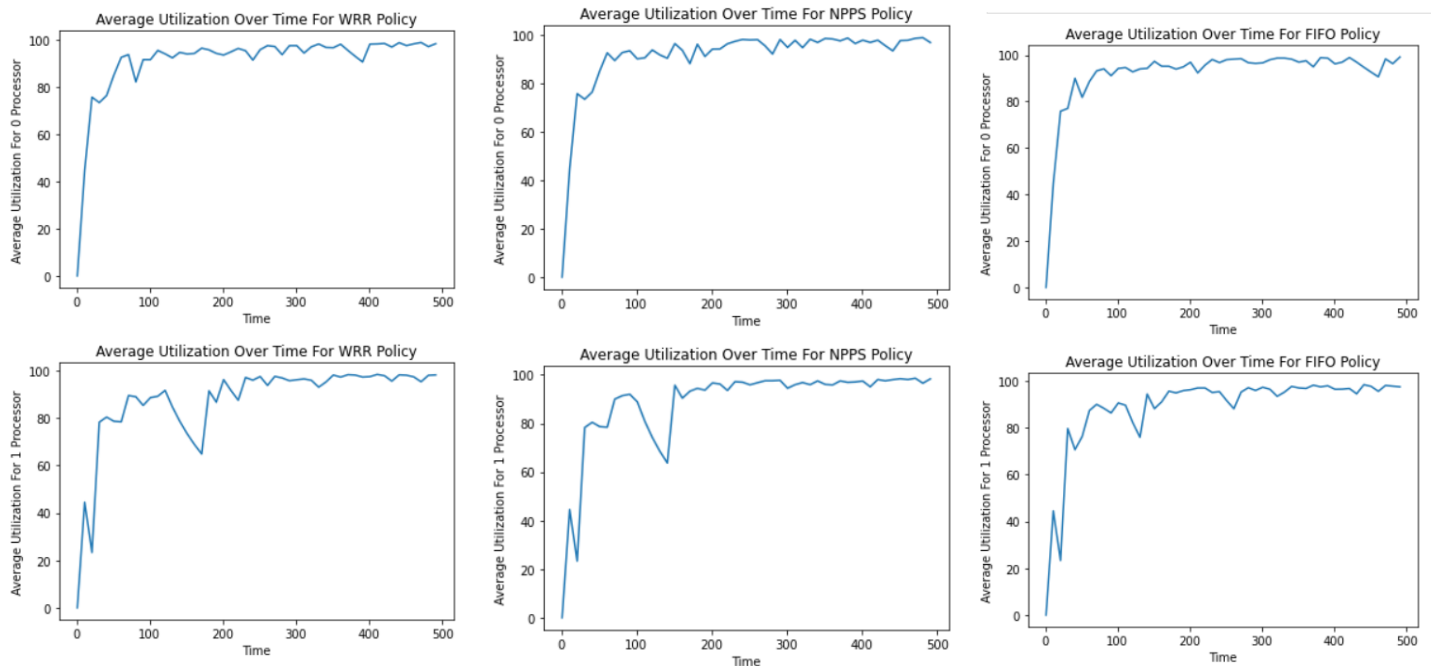 Average Utilization Over Time For WRR Policy
Average Utilization For 0 Processor
100
80
60
40
20
0
0 100 200 300 400 500
Time
Average Utilization Over Time For NPPS Policy
Average Utilization For 0 Processor
100
80
60
40
20
0
0 100 200 300 400 500
Time
Average Utilization Over Time For FIFO Policy
Average Utilization For 0 Processor
100
80
60
40
20
0
0 100 200 300 400 500
Time
Average Utilization Over Time For WRR Policy
Average Utilization For 1 Processor
100
80
60
40
20
0
0 100 200 300 400 500
Time
Average Utilization Over Time For NPPS Policy
Average Utilization For 1 Processor
100
80
60
40
20
0
0 100 200 300 400 500
Time
Average Utilization Over Time For FIFO Policy
Average Utilization For 1 Processor
100
80
60
40
20
0
0 100 200 300 400 500
Time